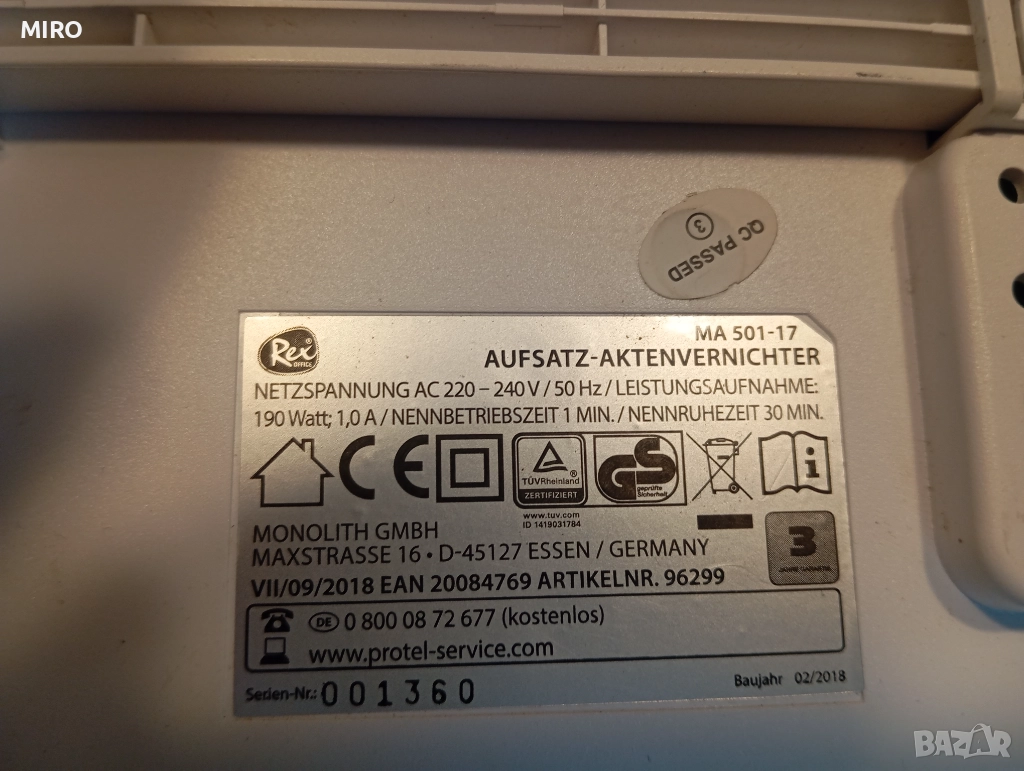 MIRO
QC PASSED
3
Rex®
OFFICE
MA 501-17
AUFSATZ-AKTENVERNICHTER
NETZSPANNUNG AC 220 – 240 V / 50 Hz / LEISTUNGSAUFNAHME:
190 Watt; 1,0 A / NENNBETRIEBSZEIT 1 MIN. / NENNRUHEZEIT 30 MIN.
CE
TÜVRheinland®
ZERTIFIZIERT
GS
geprüfte
Sicherheit
i
www.tuv.com
ID 1419031784
MONOLITH GMBH
MAXSTRASSE 16 • D-45127 ESSEN / GERMANY
3
JAHRE GARANTIE
VII/09/2018 EAN 20084769 ARTIKELNR. 96299
DE 0 800 08 72 677 (kostenlos)
www.protel-service.com
Serien-Nr.: 001360
Baujahr 02/2018
BAZAR